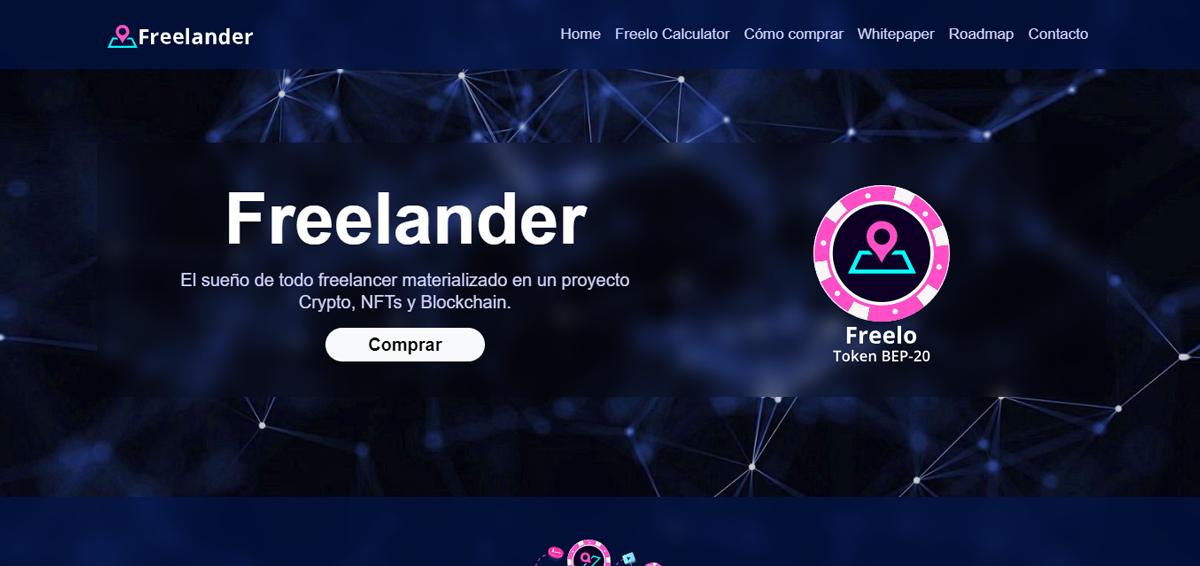 Freelander
Home Freelo Calculator Cómo comprar Whitepaper Roadmap Contacto
Freelander
El sueño de todo freelancer materializado en un proyecto
Crypto, NFTs y Blockchain.
Comprar
Freelo
Token BEP-20